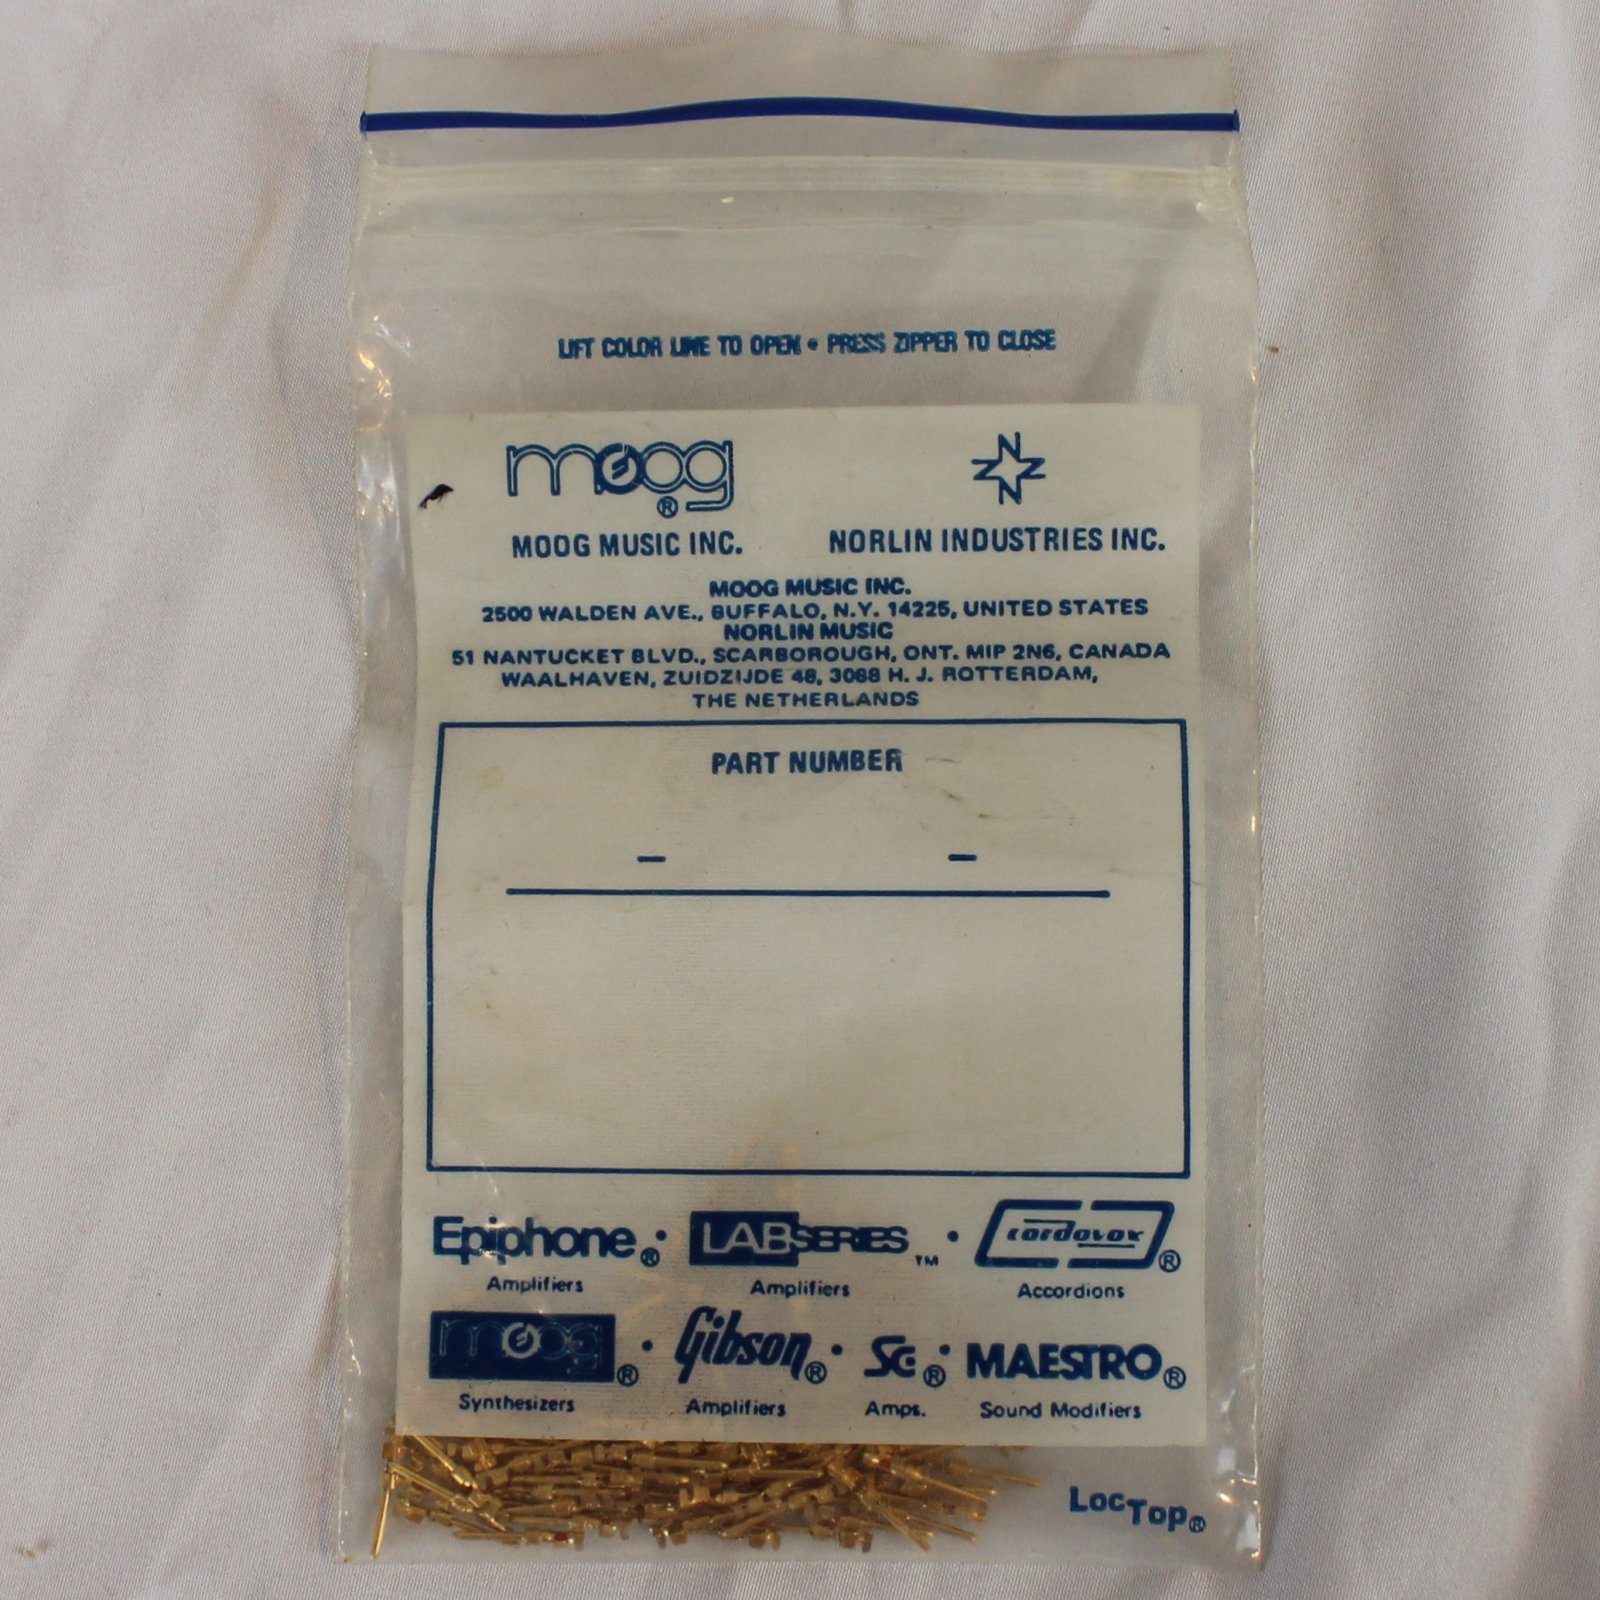 LIFT COLOR LINE TO OPEN • PRESS ZIPPER TO CLOSE
moog®
MOOG MUSIC INC.
NORLIN INDUSTRIES INC.
MOOG MUSIC INC.
2500 WALDEN AVE., BUFFALO, N.Y. 14225, UNITED STATES
NORLIN MUSIC
51 NANTUCKET BLVD., SCARBOROUGH, ONT. MIP 2N6, CANADA
WAALHAVEN, ZUIDZIJDE 48, 3088 H. J. ROTTERDAM,
THE NETHERLANDS
PART NUMBER
– –
Epiphone® • LAB SERIES™ • cordovox®
Amplifiers Amplifiers Accordions
moog® • Gibson® • SG® • MAESTRO®
Synthesizers Amplifiers Amps. Sound Modifiers
LOCTOP®